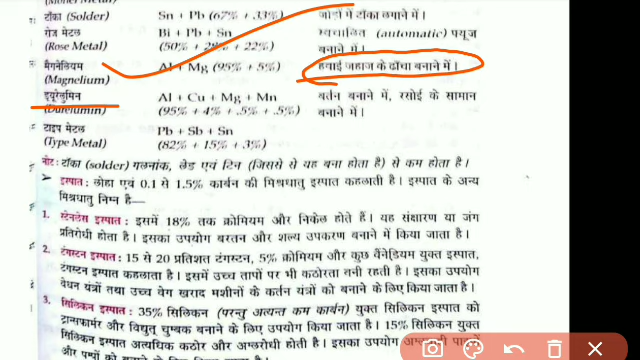 (Monel Metal)
टाँका (Solder) Sn + Pb (67% + 33%) जोड़ों में टाँका लगाने में।
रोज मेटल Bi + Pb + Sn स्वचालित (automatic) फ्यूज
(Rose Metal) (50% + 28% + 22%) बनाने में।
मैगनेलियम Al + Mg (95% + 5%) हवाई जहाज के ढाँचा बनाने में।
(Magnelium)
ड्यूरेलुमिन Al + Cu + Mg + Mn बर्तन बनाने में, रसोई के सामान
(Duralumin) (95% + 4% + .5% + .5%) बनाने में।
टाइप मेटल Pb + Sb + Sn
(Type Metal) (82% + 15% + 3%)
नोट: टाँका (solder) गलनांक, लेड एवं टिन (जिससे से यह बना होता है) से कम होता है।
इस्पात: लोहा एवं 0.1 से 1.5% कार्बन की मिश्रधातु इस्पात कहलाती है। इस्पात के अन्य
मिश्रधातु निम्न है—
1. स्टेनलेस इस्पात: इसमें 18% तक क्रोमियम और निकेल होते हैं। यह संक्षारण या जंग
प्रतिरोधी होता है। इसका उपयोग बरतन और शल्य उपकरण बनाने में किया जाता है।
2. टंगस्टन इस्पात: 15 से 20 प्रतिशत टंगस्टन, 5% क्रोमियम और कुछ वैनेडियम युक्त इस्पात,
टंगस्टन इस्पात कहलाता है। इसमें उच्च तापों पर भी कठोरता बनी रहती है। इसका उपयोग
वेधन यंत्रों तथा उच्च वेग खराद मशीनों के कर्तन यंत्रों को बनाने के लिए किया जाता है।
3. सिलिकन इस्पात: 35% सिलिकन (परन्तु अत्यन्त कम कार्बन) युक्त सिलिकन इस्पात को
ट्रान्सफार्मर और विद्युत् चुम्बक बनाने के लिए उपयोग किया जाता है। 15% सिलिकन युक्त
सिलिकन इस्पात अत्यधिक कठोर और अम्लरोधी होती है। इसका उपयोग
और पम्पों को बनाने के लिए किया जाता है।